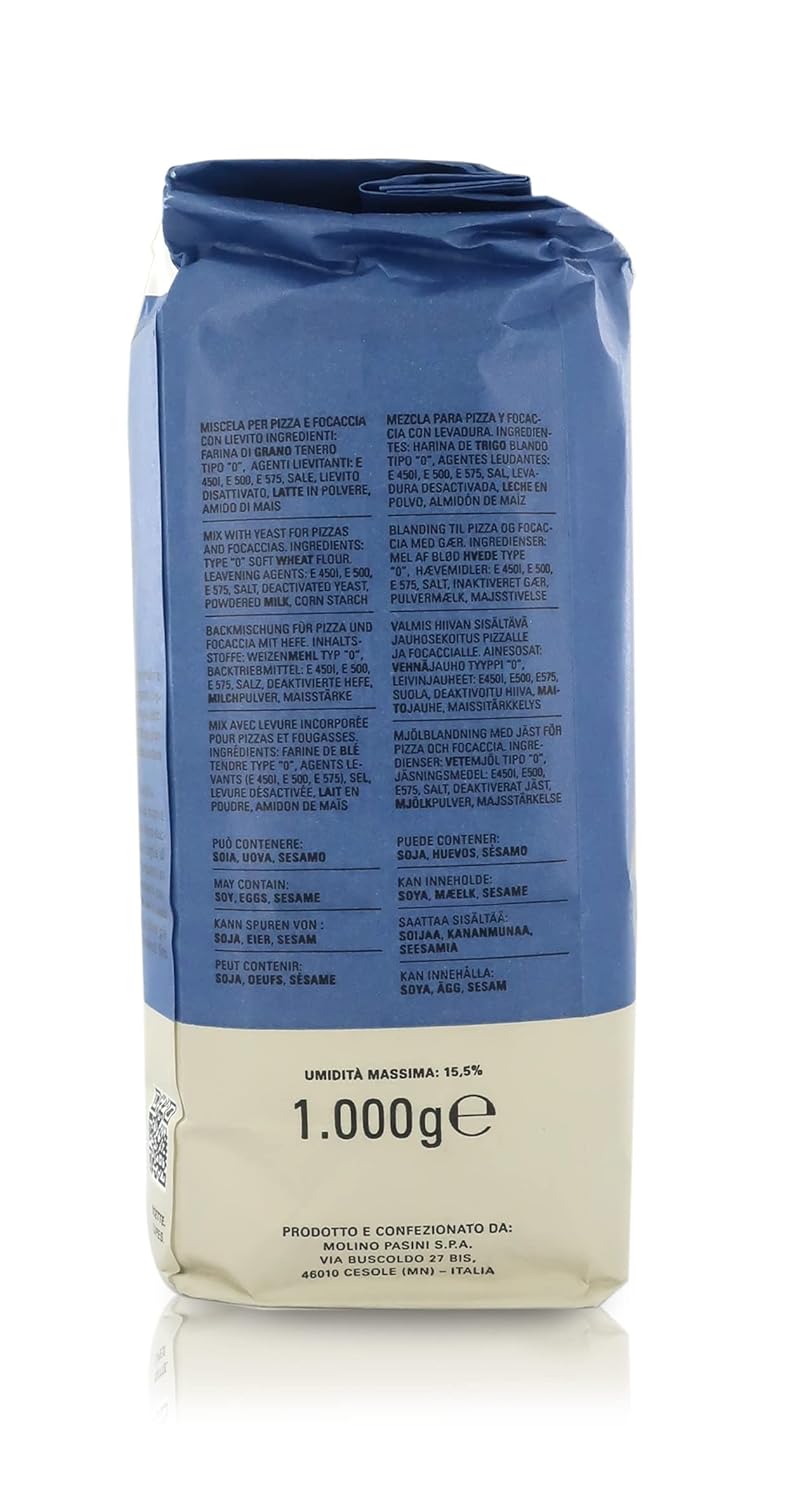 MISCELA PER PIZZA E FOCACCIA
CON LIEVITO INGREDIENTI:
FARINA DI GRANO TENERO
TIPO "0", AGENTI LIEVITANTI: E
450I, E 500, E 575, SALE, LIEVITO
DISATTIVATO, LATTE IN POLVERE,
AMIDO DI MAIS
MIX WITH YEAST FOR PIZZAS
AND FOCACCIAS. INGREDIENTS:
TYPE "0" SOFT WHEAT FLOUR.
LEAVENING AGENTS: E 450I, E 500,
E 575, SALT, DEACTIVATED YEAST,
POWDERED MILK, CORN STARCH
BACKMISCHUNG FÜR PIZZA UND
FOCACCIA MIT HEFE. INHALTS-
STOFFE: WEIZENMEHL TYP "0",
BACKTRIEBMITTEL: E 450I, E 500,
E 575, SALZ, DEAKTIVIERTE HEFE,
MILCHPULVER, MAISSTÄRKE
MIX AVEC LEVURE INCORPORÉE
POUR PIZZAS ET FOUGASSES.
INGRÉDIENTS: FARINE DE BLÉ
TENDRE TYPE "0", AGENTS LE-
VANTS (E 450I, E 500, E 575), SEL,
LEVURE DÉSACTIVÉE, LAIT EN
POUDRE, AMIDON DE MAÏS
PUÒ CONTENERE:
SOIA, UOVA, SESAMO
MAY CONTAIN:
SOY, EGGS, SESAME
KANN SPUREN VON :
SOJA, EIER, SESAM
PEUT CONTENIR:
SOJA, OEUFS, SÉSAME
MEZCLA PARA PIZZA Y FOCAC-
CIA CON LEVADURA. INGREDIEN-
TES: HARINA DE TRIGO BLANDO
TIPO "0", AGENTES LEUDANTES:
E 450I, E 500, E 575, SAL, LEVA-
DURA DESACTIVADA, LECHE EN
POLVO, ALMIDÓN DE MAÍZ
BLANDING TIL PIZZA OG FOCAC-
CIA MED GÆR. INGREDIENSER:
MEL AF BLØD HVEDE TYPE
"0", HÆVEMIDLER: E 450I, E 500,
E 575, SALT, INAKTIVERET GÆR,
PULVERMÆLK, MAJSSTIVELSE
VALMIS HIIVAN SISÄLTÄVÄ
JAUHOSEKOITUS PIZZALLE
JA FOCACCIALLE. AINESOSAT:
VEHNÄJAUHO TYYPPI "0",
LEIVINJAUHEET: E450I, E500, E575,
SUOLA, DEAKTIVOITU HIIVA, MAI-
TOJAUHE, MAISSITÄRKKELYS
MJÖLBLANDNING MED JÄST FÖR
PIZZA OCH FOCACCIA. INGRE-
DIENSER: VETEMJÖL TIPO "0",
JÄSNINGSMEDEL: E450I, E500,
E575, SALT, DEAKTIVERAT JÄST,
MJÖLKPULVER, MAJSSTÄRKELSE
PUEDE CONTENER:
SOJA, HUEVOS, SÉSAMO
KAN INNEHOLDE:
SOYA, MÆELK, SESAME
SAATTAA SISÄLTÄÄ:
SOIJAA, KANANMUNAA,
SEESAMIA
KAN INNEHÅLLA:
SOYA, ÄGG, SESAM
UMIDITÀ MASSIMA: 15,5%
1.000g e
PRODOTTO E CONFEZIONATO DA:
MOLINO PASINI S.P.A.
VIA BUSCOLDO 27 BIS,
46010 CESOLE (MN) – ITALIA